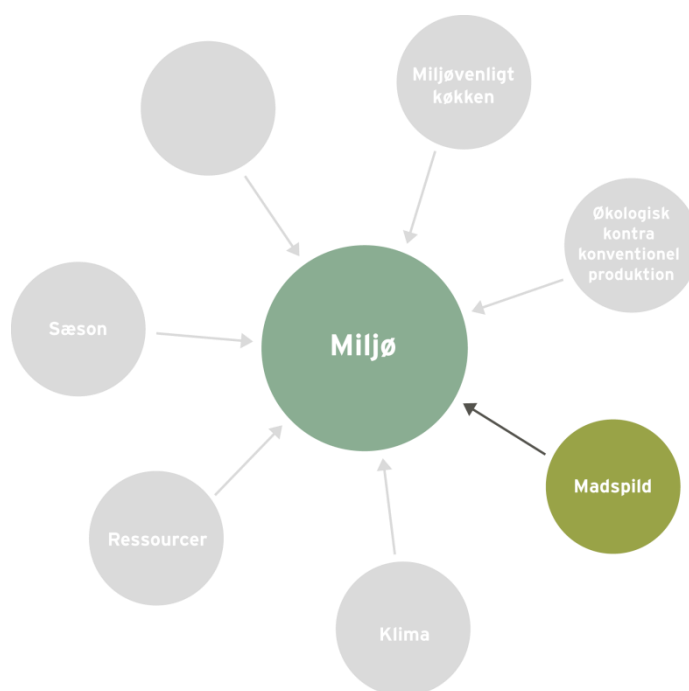 Miljøvenligt
køkken
Økologisk
kontra
konventionel
produktion
Sæson
Miljø
Madspild
Ressourcer
Klima